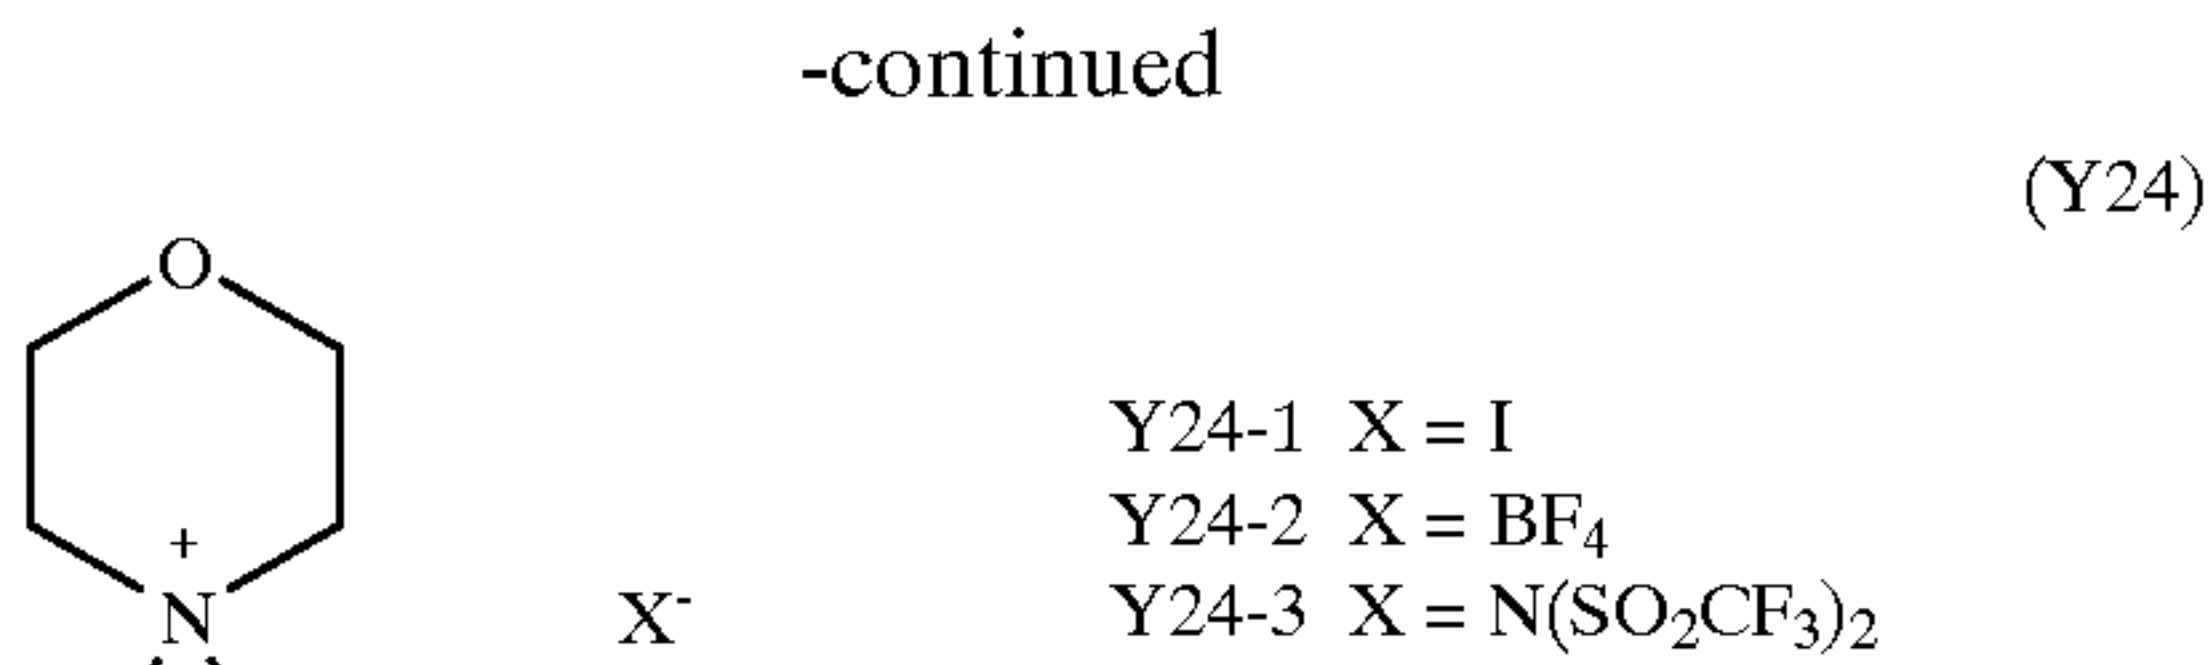 -continued
(Y24)
O
Y24-1 X = I
Y24-2 X = BF₄
+
N X⁻ Y24-3 X = N(SO₂CF₃)₂